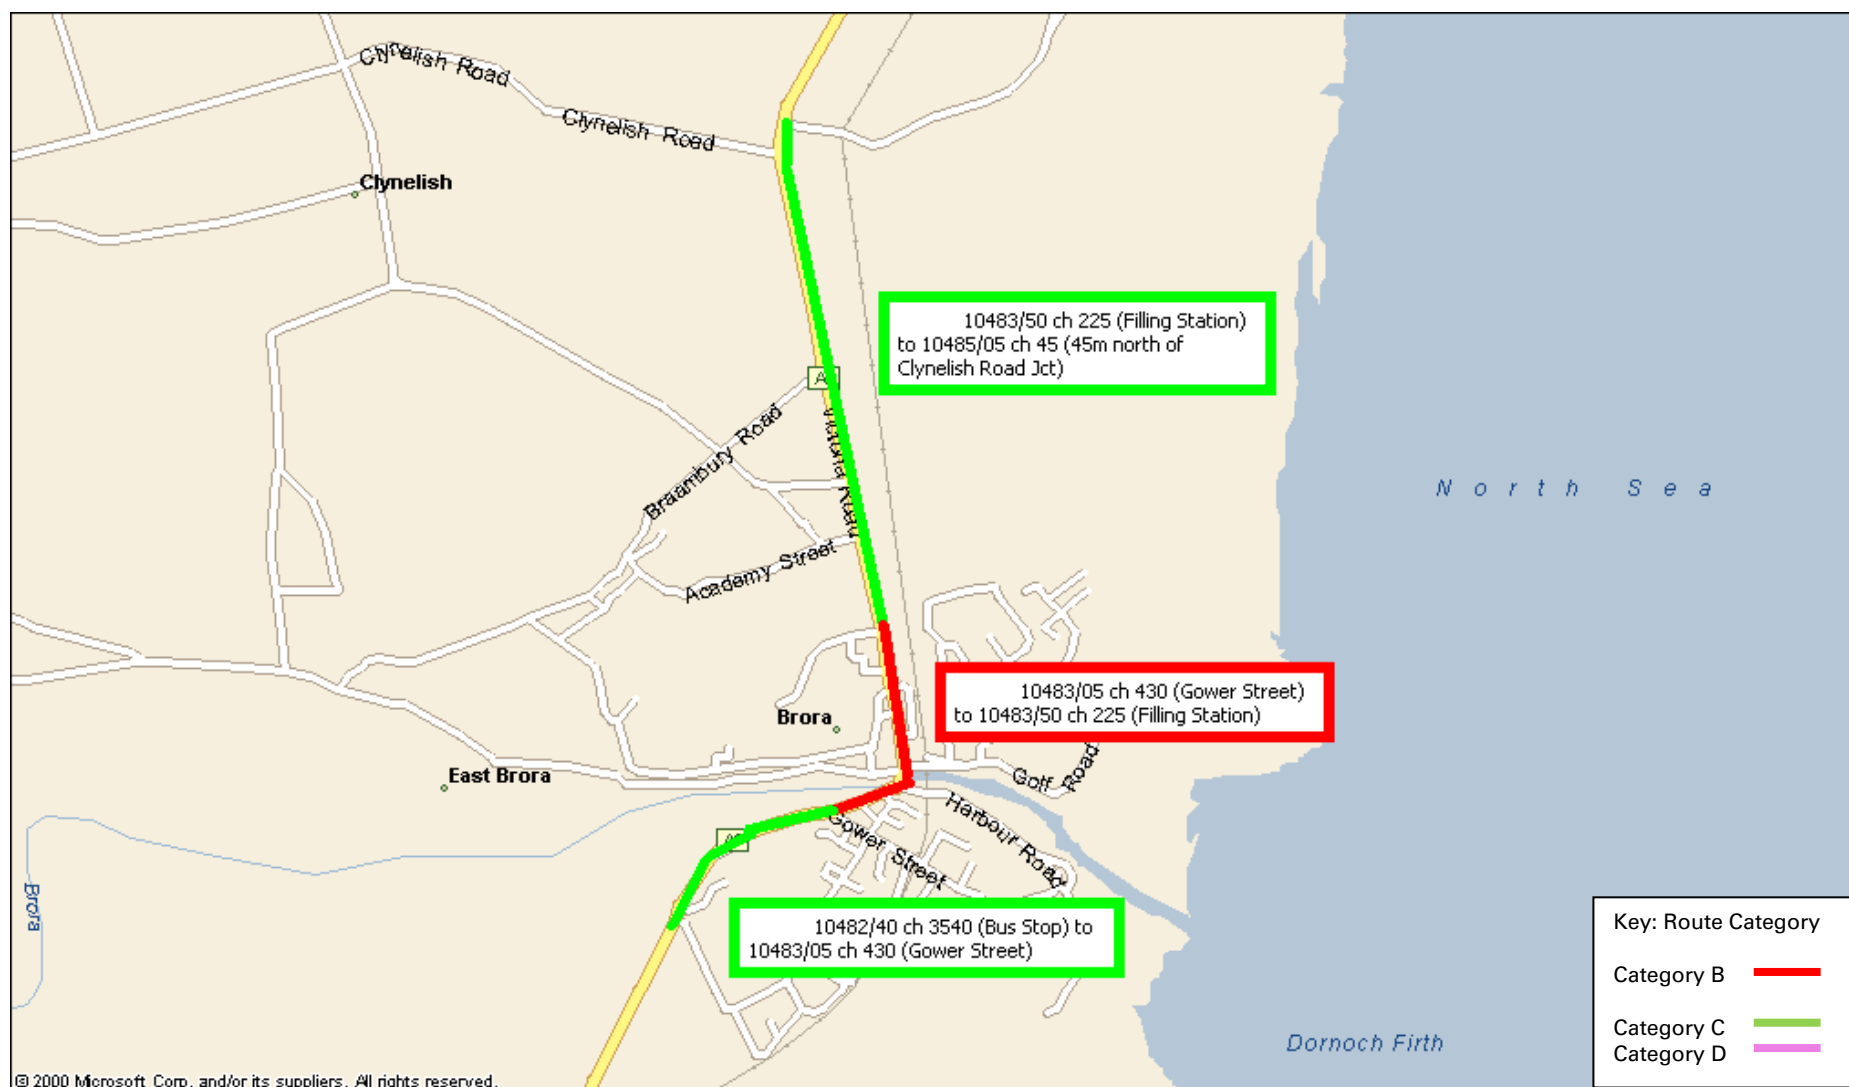 Clynelish Road
Clynelish Road
Clynelish
10483/50 ch 225 (Filling Station)
to 10485/05 ch 45 (45m north of
Clynelish Road Jct)
Braambury Road
Victoria Road
North Sea
Academy Street
10483/05 ch 430 (Gower Street)
to 10483/50 ch 225 (Filling Station)
Brora
East Brora
Golf Road
Harbour Road
Gower Street
Brora
10482/40 ch 3540 (Bus Stop) to
10483/05 ch 430 (Gower Street)
Key: Route Category
Category B
Category C
Category D
Dornoch Firth
© 2000 Microsoft Corp. and/or its suppliers. All rights reserved.